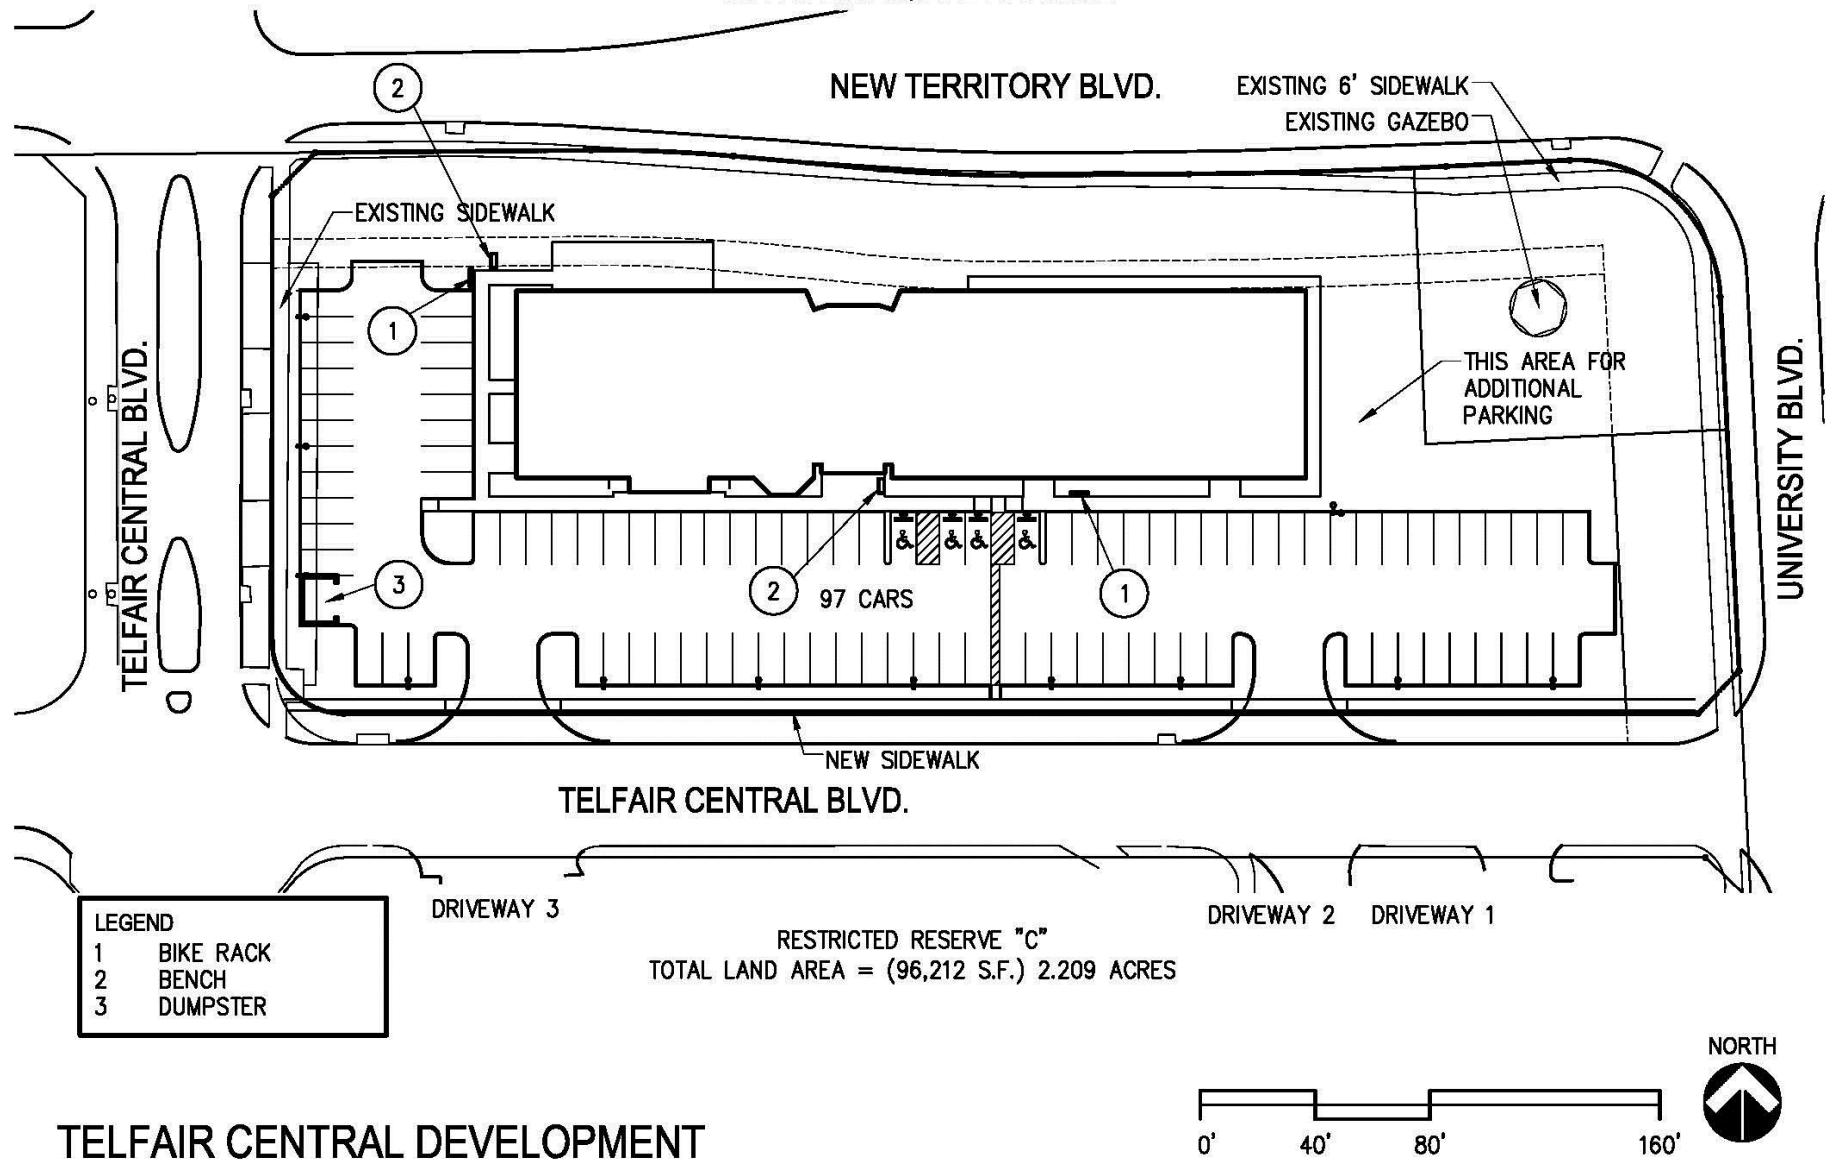 NEW TERRITORY BLVD.
EXISTING 6' SIDEWALK
EXISTING GAZEBO
2
EXISTING SIDEWALK
1
THIS AREA FOR
ADDITIONAL
PARKING
TELFAIR CENTRAL BLVD.
UNIVERSITY BLVD.
3
2
97 CARS
1
NEW SIDEWALK
TELFAIR CENTRAL BLVD.
DRIVEWAY 3
DRIVEWAY 2
DRIVEWAY 1
LEGEND
1 BIKE RACK
2 BENCH
3 DUMPSTER
RESTRICTED RESERVE "C"
TOTAL LAND AREA = (96,212 S.F.) 2.209 ACRES
NORTH
0' 40' 80' 160'
TELFAIR CENTRAL DEVELOPMENT